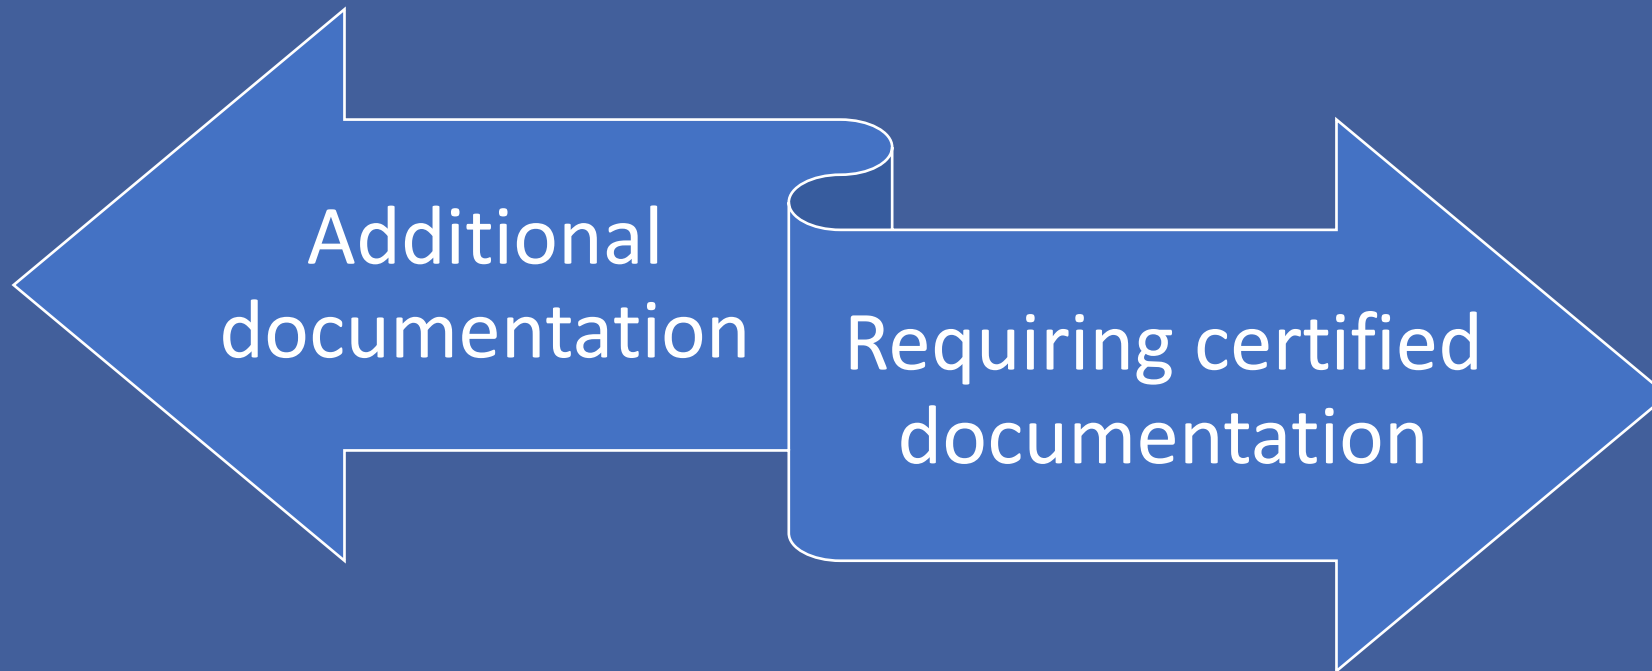 Additional
documentation
Requiring certified
documentation